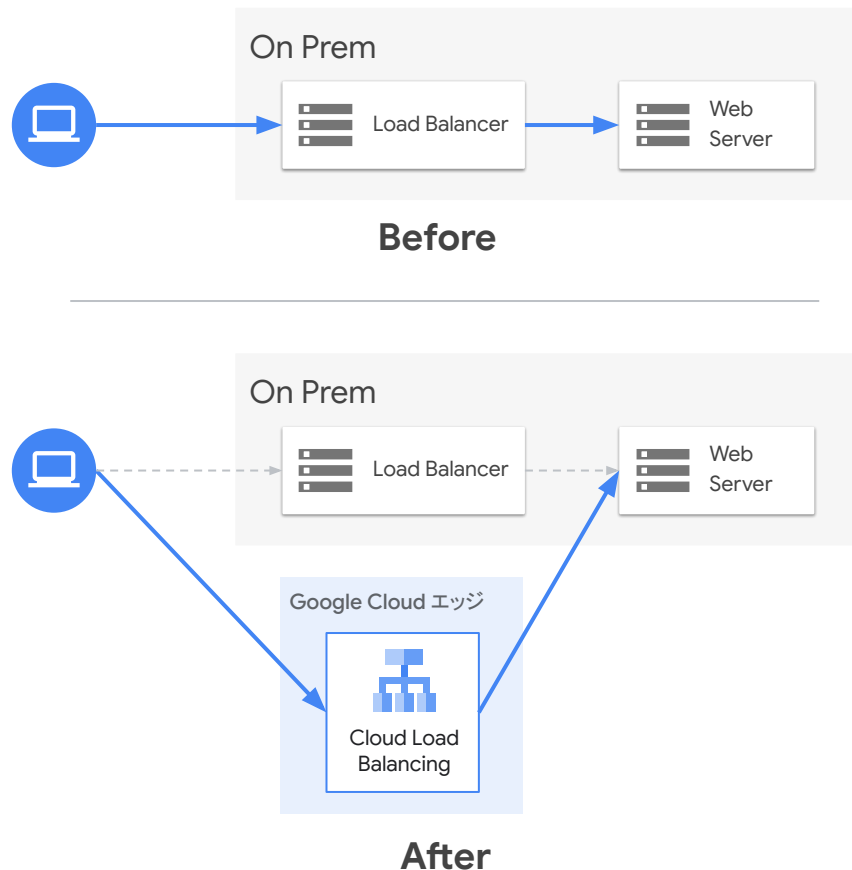 On Prem
Load Balancer
Web
Server
Before
On Prem
Load Balancer
Web
Server
Google Cloud エッジ
Cloud Load
Balancing
After